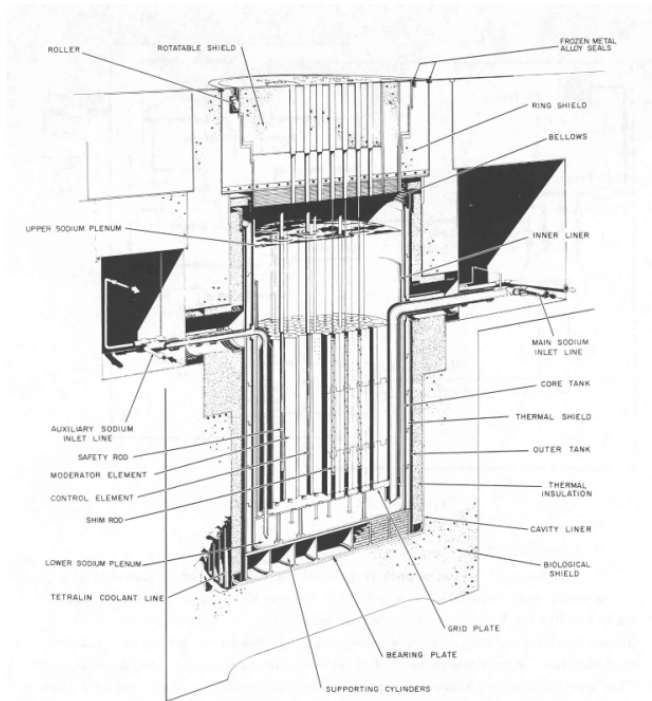 ROLLER
ROTATABLE SHIELD
FROZEN METAL
ALLOY SEALS
RING SHIELD
BELLOWS
UPPER SODIUM PLENUM
INNER LINER
MAIN SODIUM
INLET LINE
AUXILIARY SODIUM
INLET LINE
CORE TANK
THERMAL SHIELD
SAFETY ROD
MODERATOR ELEMENT
CONTROL ELEMENT
SHIM ROD
OUTER TANK
THERMAL
INSULATION
CAVITY LINER
LOWER SODIUM PLENUM
BIOLOGICAL
SHIELD
TETRALIN COOLANT LINE
GRID PLATE
BEARING PLATE
SUPPORTING CYLINDERS